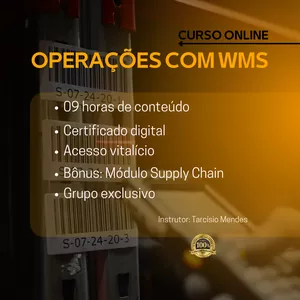 CURSO ONLINE
OPERAÇÕES COM WMS
S-07-24-20-
• 09 horas de conteúdo
• Certificado digital
• Acesso vitalício
• Bônus: Módulo Supply Chain
• Grupo exclusivo
S-07-24-20-3
Instrutor: Tarcísio Mendes
100%